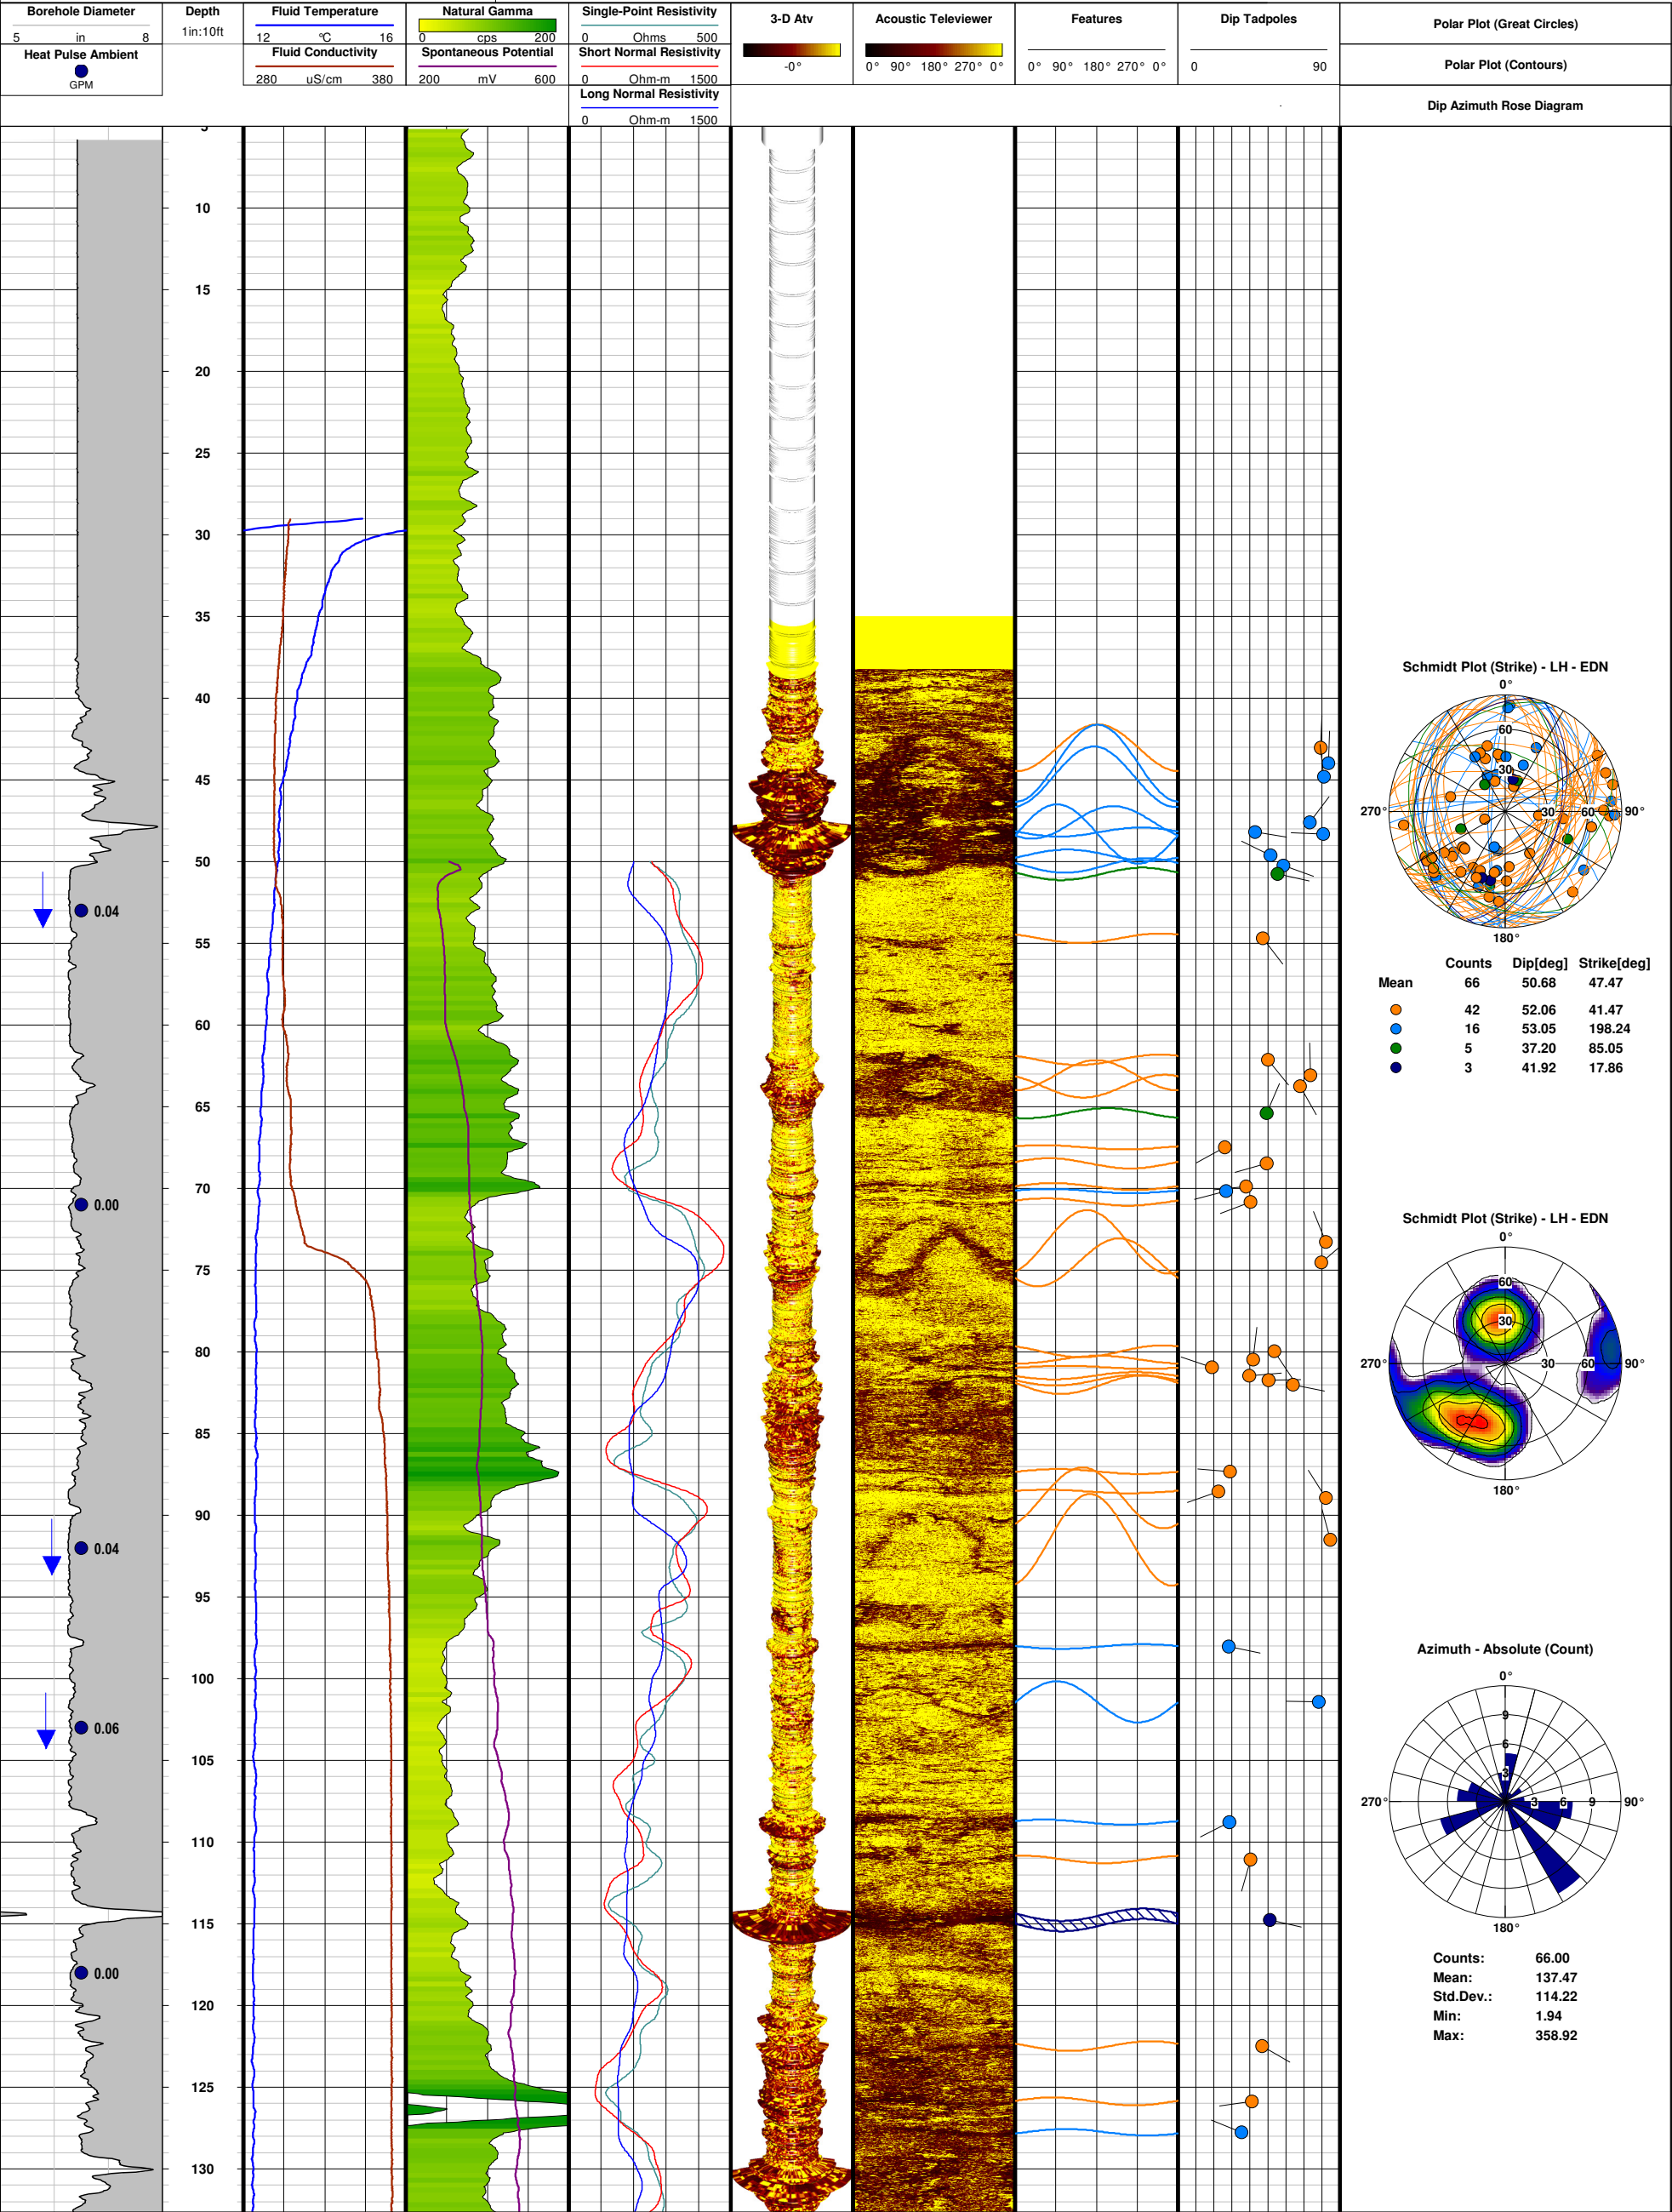 Borehole Diameter
5 in 8
Heat Pulse Ambient
GPM
Depth
1in:10ft
Fluid Temperature
12 °C 16
Fluid Conductivity
280 uS/cm 380
Natural Gamma
0 cps 200
Spontaneous Potential
200 mV 600
Single-Point Resistivity
0 Ohms 500
Short Normal Resistivity
0 Ohm-m 1500
Long Normal Resistivity
0 Ohm-m 1500
3-D Atv
-0°
Acoustic Televiewer
0° 90° 180° 270° 0°
Features
0° 90° 180° 270° 0°
Dip Tadpoles
0 90
Polar Plot (Great Circles)
Polar Plot (Contours)
Dip Azimuth Rose Diagram
10
15
20
25
30
35
40
45
50
55
60
65
70
75
80
85
90
95
100
105
110
115
120
125
130
0.04
0.00
0.04
0.06
0.00
Schmidt Plot (Strike) - LH - EDN
0°
60
30
270° 30 60 90°
180°
Counts Dip[deg] Strike[deg]
Mean 66 50.68 47.47
42 52.06 41.47
16 53.05 198.24
5 37.20 85.05
3 41.92 17.86
Schmidt Plot (Strike) - LH - EDN
0°
60
30
270° 30 60 90°
180°
Azimuth - Absolute (Count)
0°
9
6
3
270° 3 6 9 90°
180°
Counts: 66.00
Mean: 137.47
Std.Dev.: 114.22
Min: 1.94
Max: 358.92